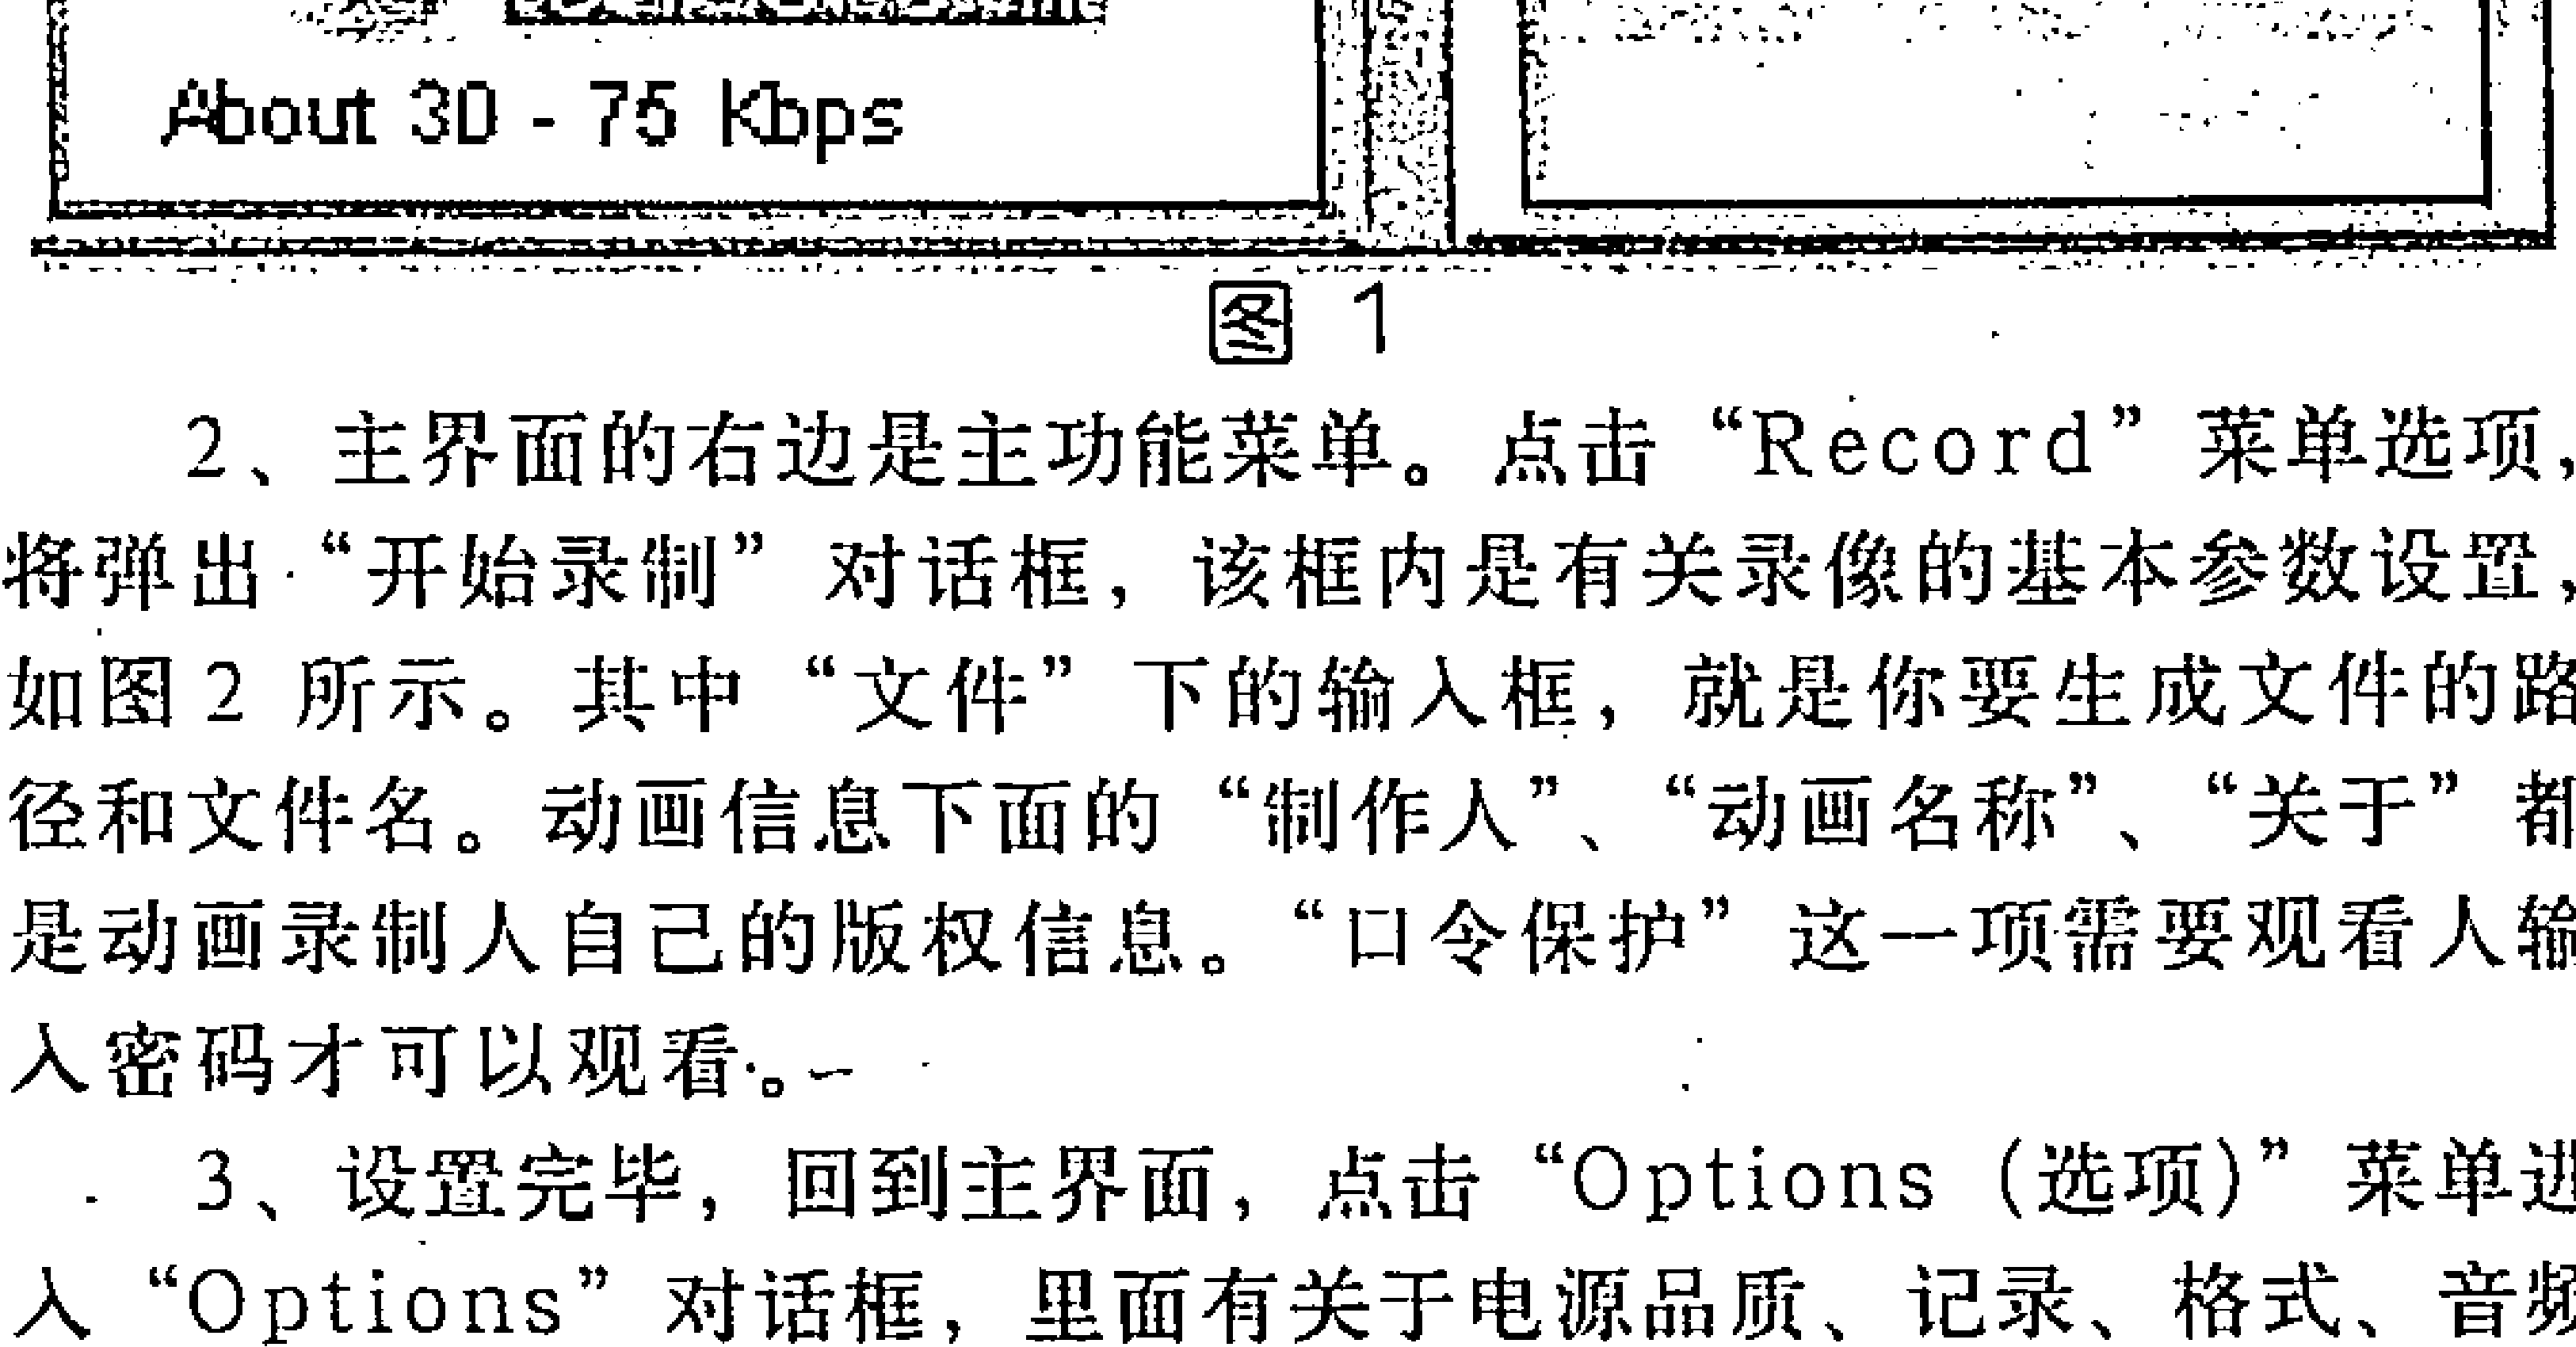 About 30 - 75 Kbps
图 1
2、主界面的右边是主功能菜单。点击“Record”菜单选项，
将弹出“开始录制”对话框，该框内是有关录像的基本参数设置，
如图2 所示。其中“文件”下的输入框，就是你要生成文件的路
径和文件名。动画信息下面的“制作人”、“动画名称”、“关于”都
是动画录制人自己的版权信息。“口令保护”这一项需要观看人输
入密码才可以观看。
3、设置完毕，回到主界面，点击“Options（选项）”菜单进
入“Options”对话框，里面有关于电源品质、记录、格式、音频